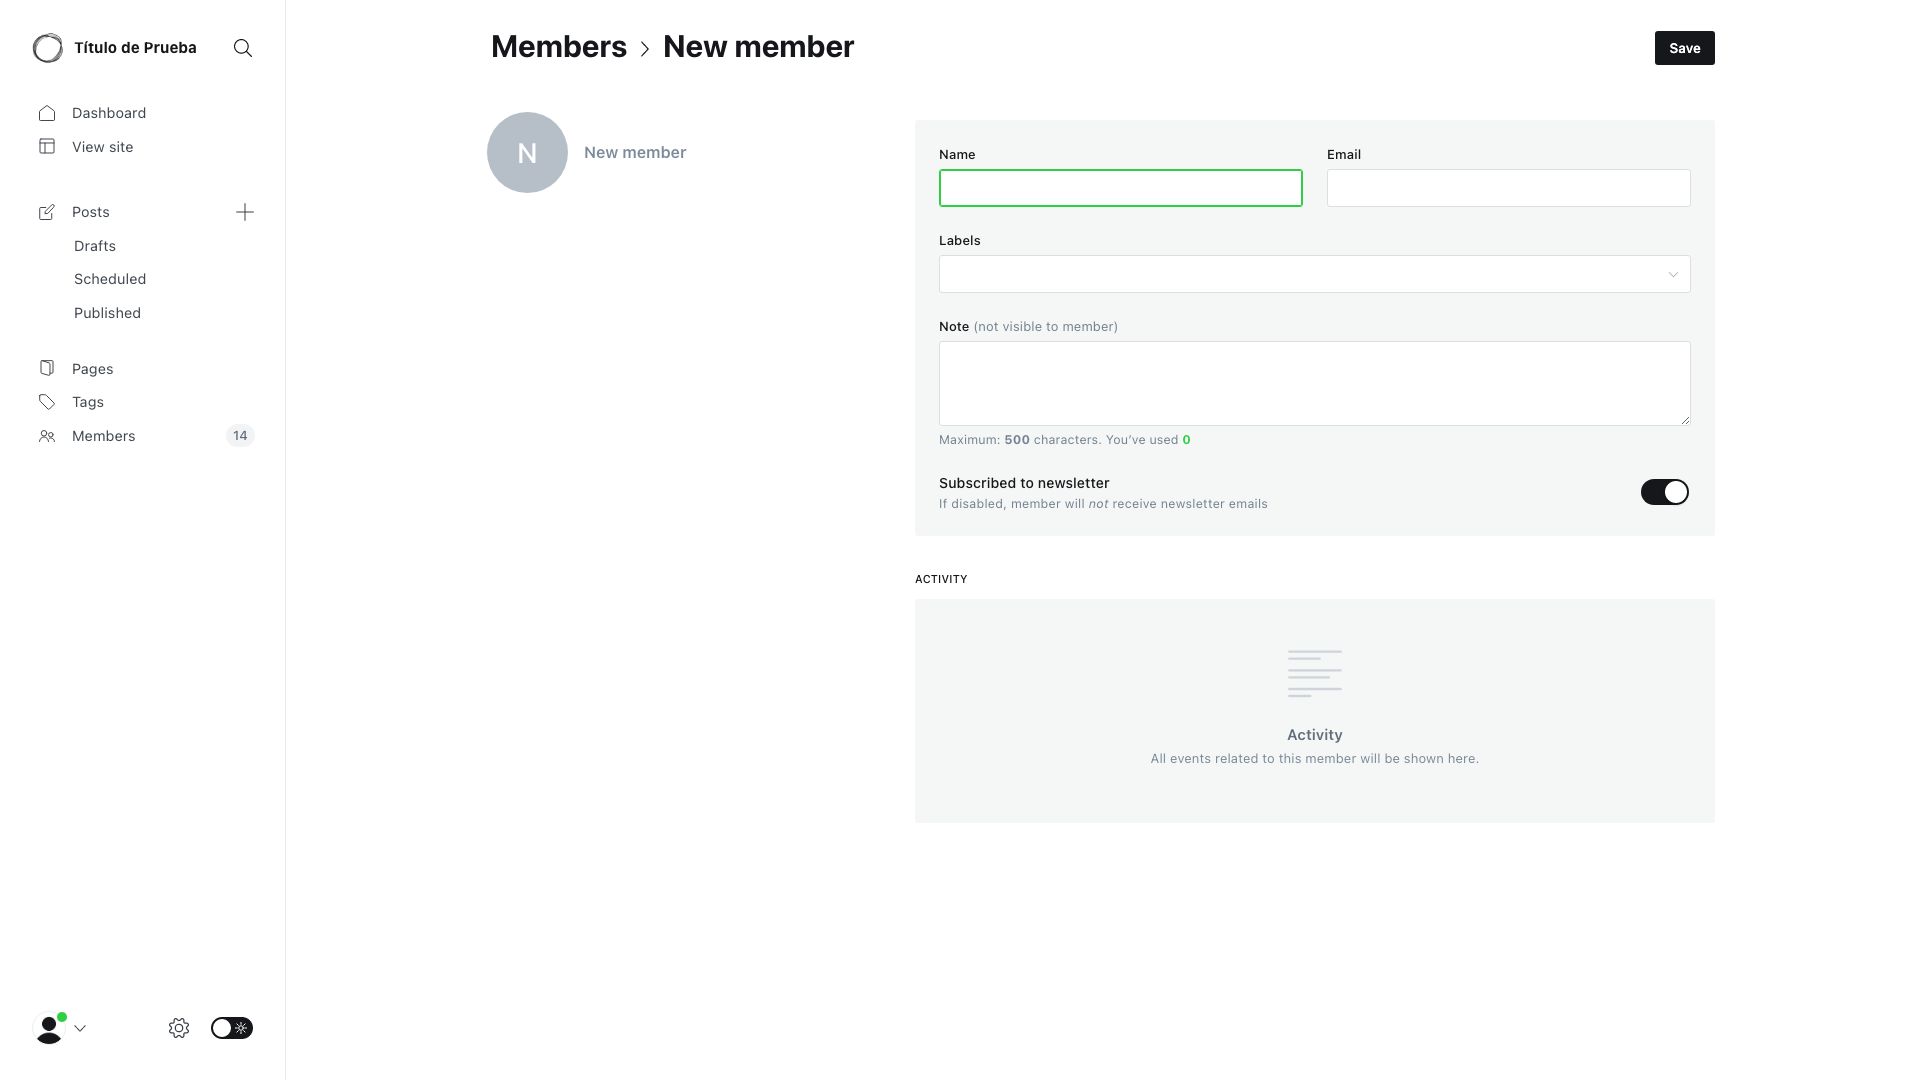 Título de Prueba
Dashboard
View site
Posts
Drafts
Scheduled
Published
Pages
Tags
Members 14
Members > New member
Save
N
New member
Name
Email
Labels
Note (not visible to member)
Maximum: 500 characters. You’ve used 0
Subscribed to newsletter
If disabled, member will not receive newsletter emails
ACTIVITY
Activity
All events related to this member will be shown here.